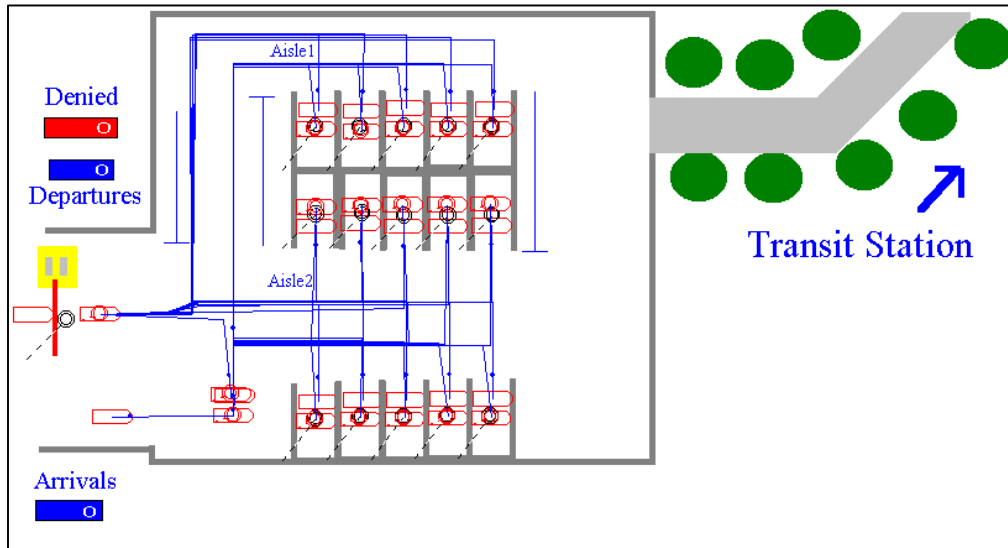 Aisle1
Denied
0
0
Departures
Transit Station
Aisle2
Arrivals
0